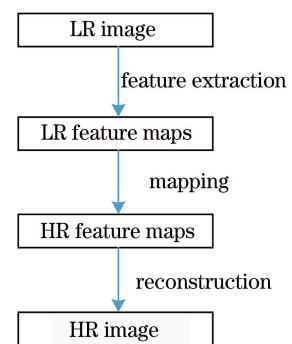 LR image
feature extraction
LR feature maps
mapping
HR feature maps
reconstruction
HR image